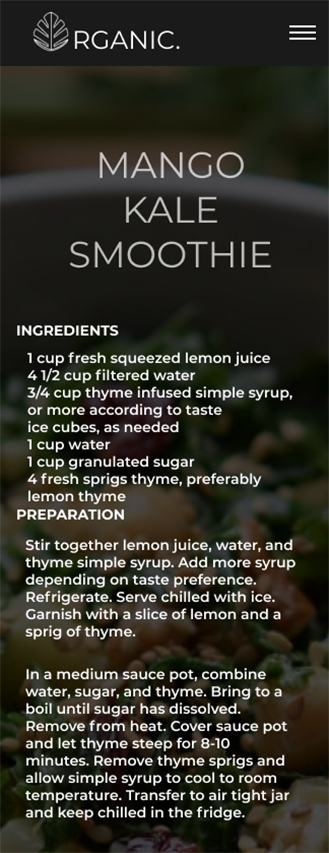 RGANIC.
MANGO
KALE
SMOOTHIE
INGREDIENTS
1 cup fresh squeezed lemon juice
4 1/2 cup filtered water
3/4 cup thyme infused simple syrup,
or more according to taste
ice cubes, as needed
1 cup water
1 cup granulated sugar
4 fresh sprigs thyme, preferably
lemon thyme
PREPARATION
Stir together lemon juice, water, and
thyme simple syrup. Add more syrup
depending on taste preference.
Refrigerate. Serve chilled with ice.
Garnish with a slice of lemon and a
sprig of thyme.
In a medium sauce pot, combine
water, sugar, and thyme. Bring to a
boil until sugar has dissolved.
Remove from heat. Cover sauce pot
and let thyme steep for 8-10
minutes. Remove thyme sprigs and
allow simple syrup to cool to room
temperature. Transfer to air tight jar
and keep chilled in the fridge.